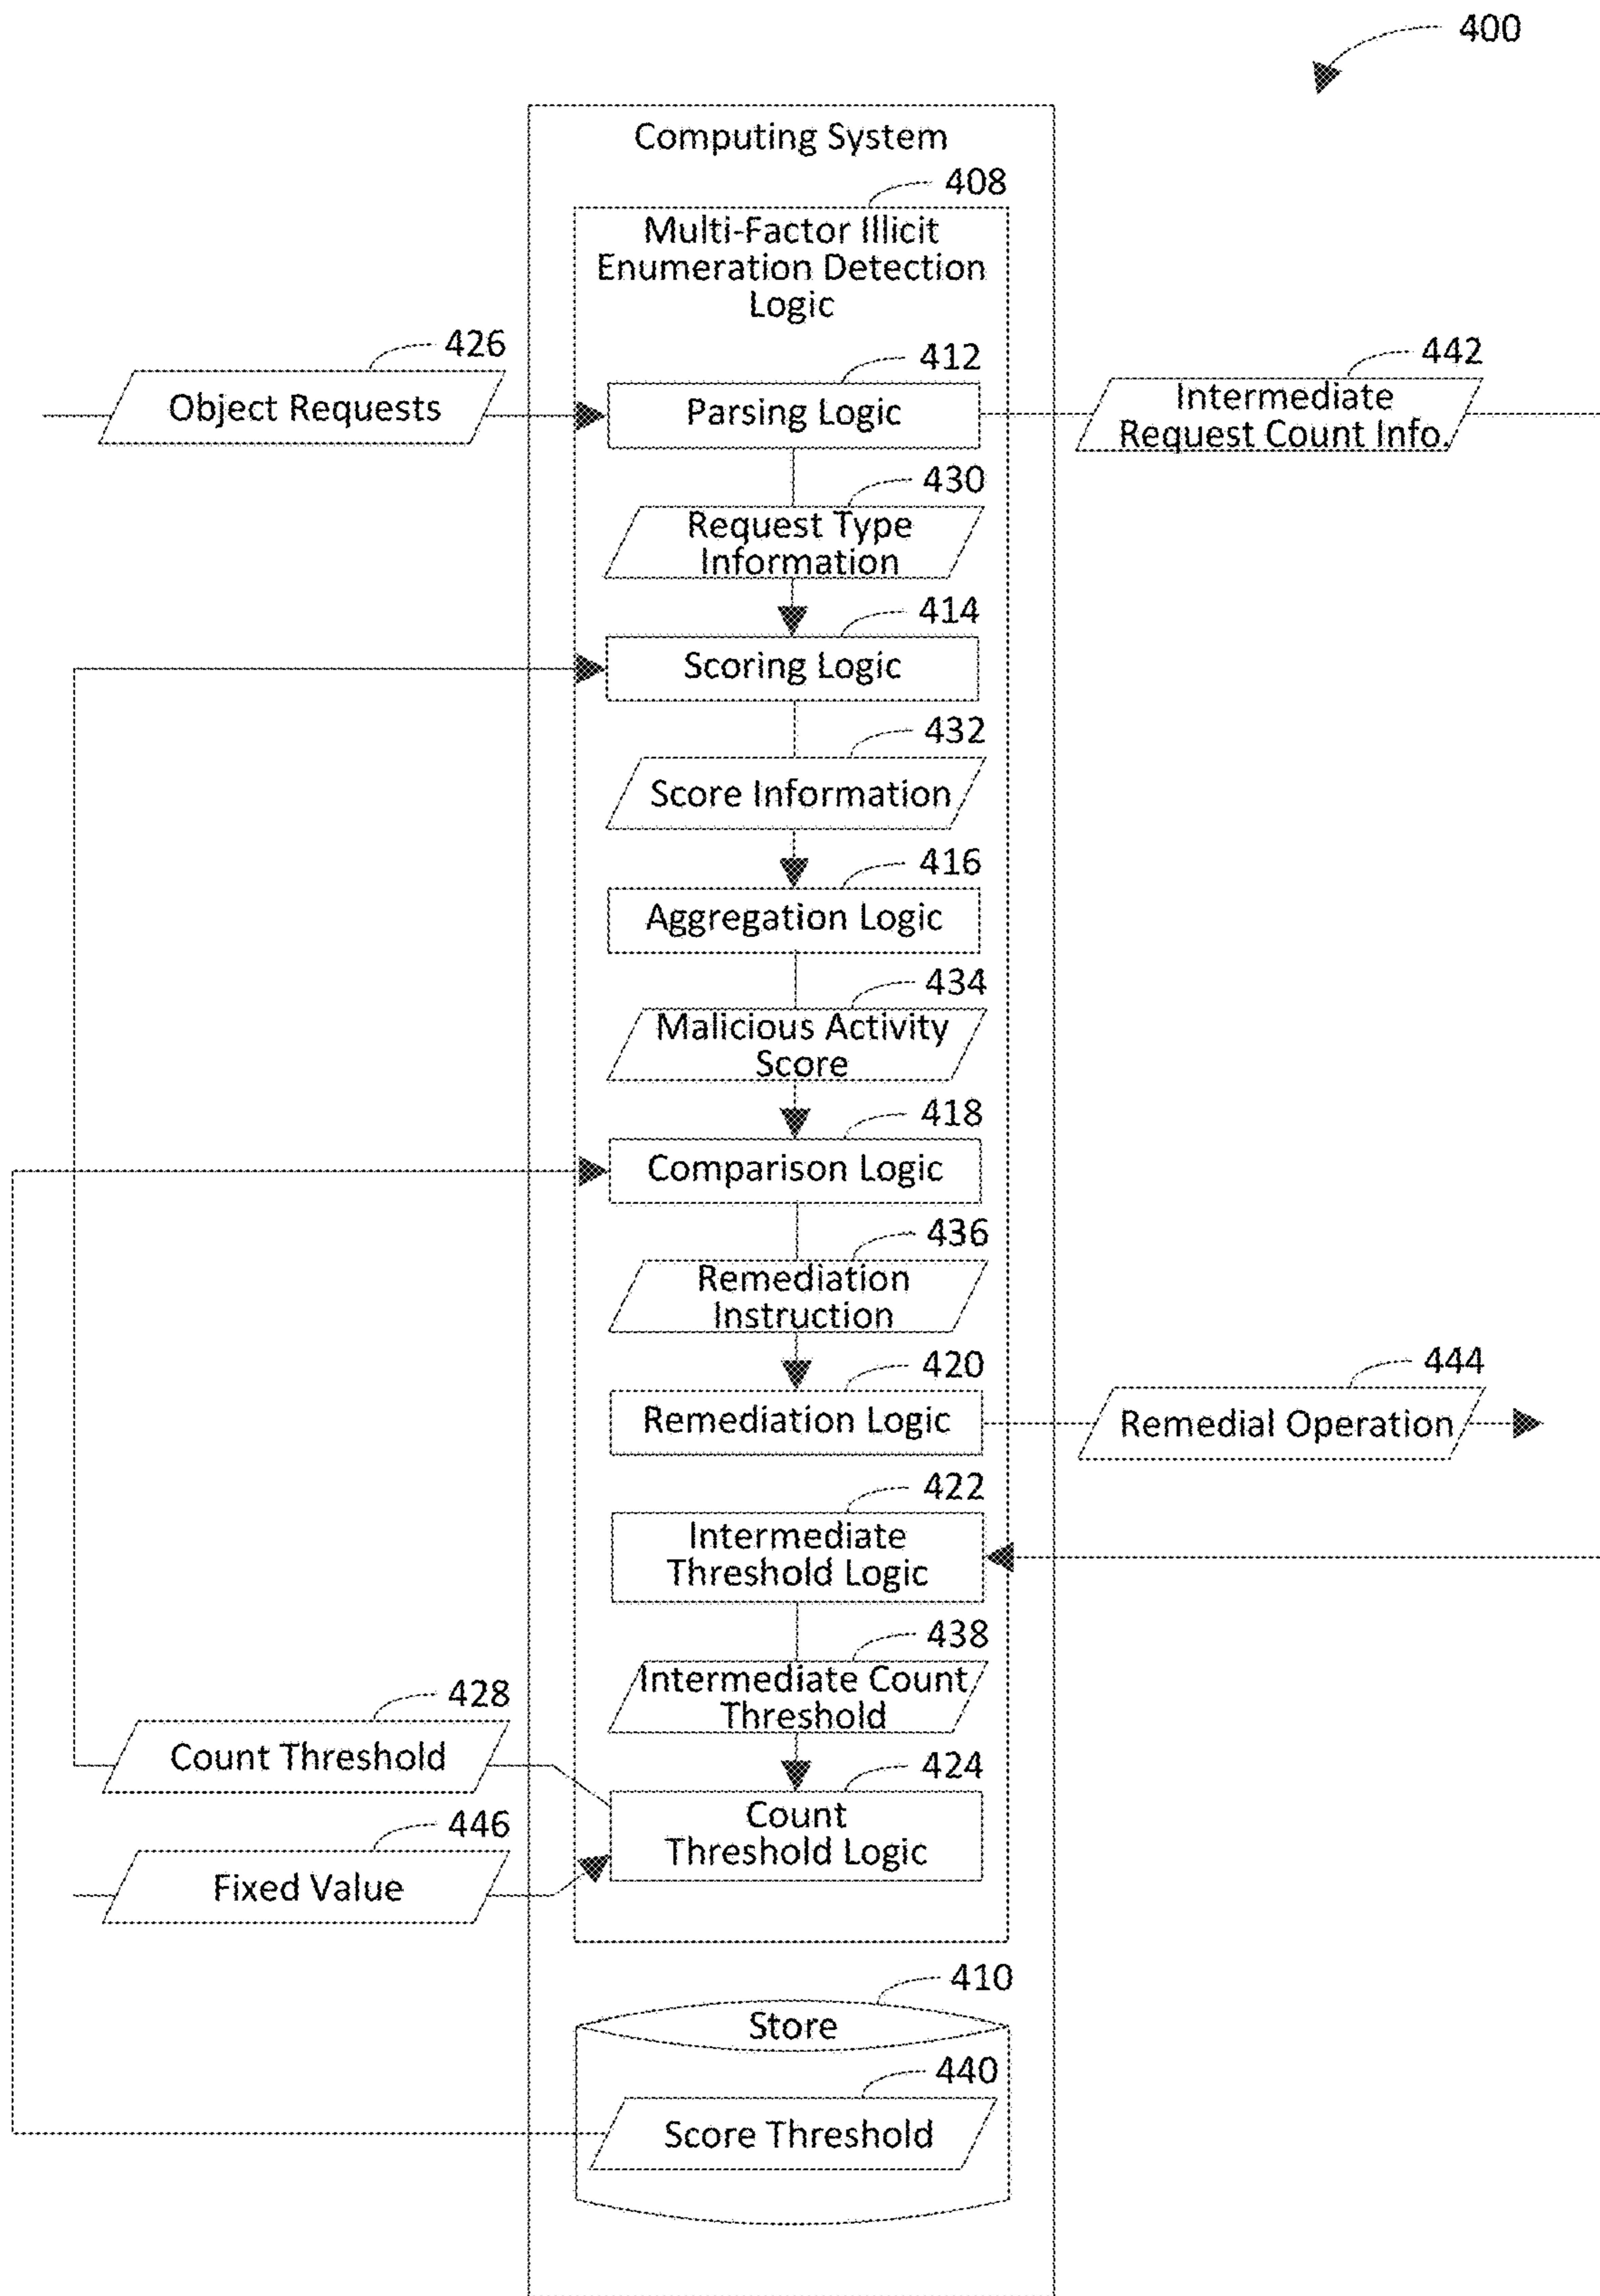 400
Computing System
408
Multi-Factor Illicit
Enumeration Detection
Logic
426
Object Requests
412
Parsing Logic
442
Intermediate
Request Count Info.
430
Request Type
Information
414
Scoring Logic
432
Score Information
416
Aggregation Logic
434
Malicious Activity
Score
418
Comparison Logic
436
Remediation
Instruction
420
Remediation Logic
444
Remedial Operation
422
Intermediate
Threshold Logic
438
Intermediate Count
Threshold
428
Count Threshold
424
Count
Threshold Logic
446
Fixed Value
410
Store
440
Score Threshold